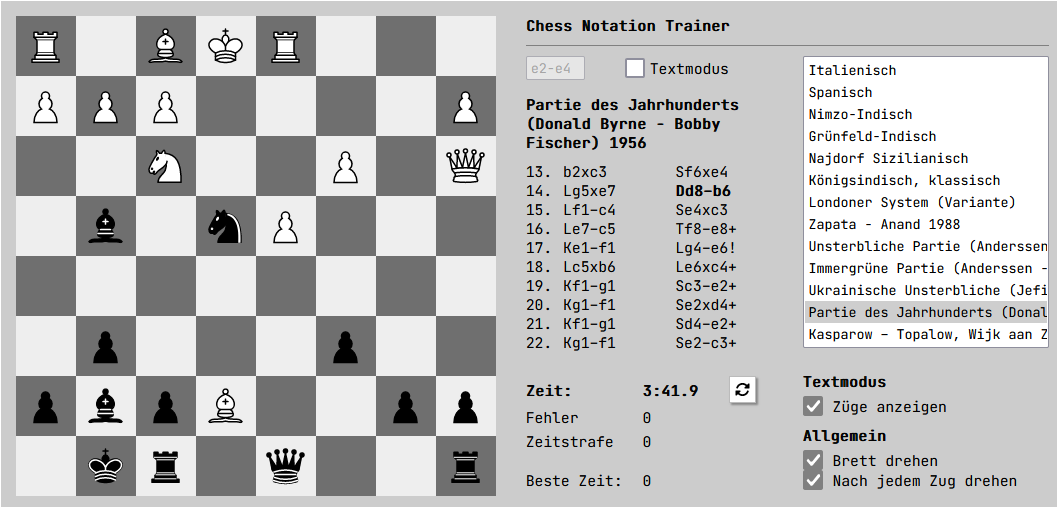 Chess Notation Trainer
e2-e4
Textmodus
Partie des Jahrhunderts
(Donald Byrne - Bobby
Fischer) 1956
13. b2xc3 Sf6xe4
14. Lg5xe7 Dd8-b6
15. Lf1-c4 Se4xc3
16. Le7-c5 Tf8-e8+
17. Ke1-f1 Lg4-e6!
18. Lc5xb6 Le6xc4+
19. Kf1-g1 Sc3-e2+
20. Kg1-f1 Se2xd4+
21. Kf1-g1 Sd4-e2+
22. Kg1-f1 Se2-c3+
Zeit: 3:41.9
Fehler 0
Zeitstrafe 0
Beste Zeit: 0
Italienisch
Spanisch
Nimzo-Indisch
Grünfeld-Indisch
Najdorf Sizilianisch
Königsindisch, klassisch
Londoner System (Variante)
Zapata - Anand 1988
Unsterbliche Partie (Anderssen
Immergrüne Partie (Anderssen -
Ukrainische Unsterbliche (Jefi
Partie des Jahrhunderts (Donal
Kasparow – Topalow, Wijk aan Z
Textmodus
Züge anzeigen
Allgemein
Brett drehen
Nach jedem Zug drehen